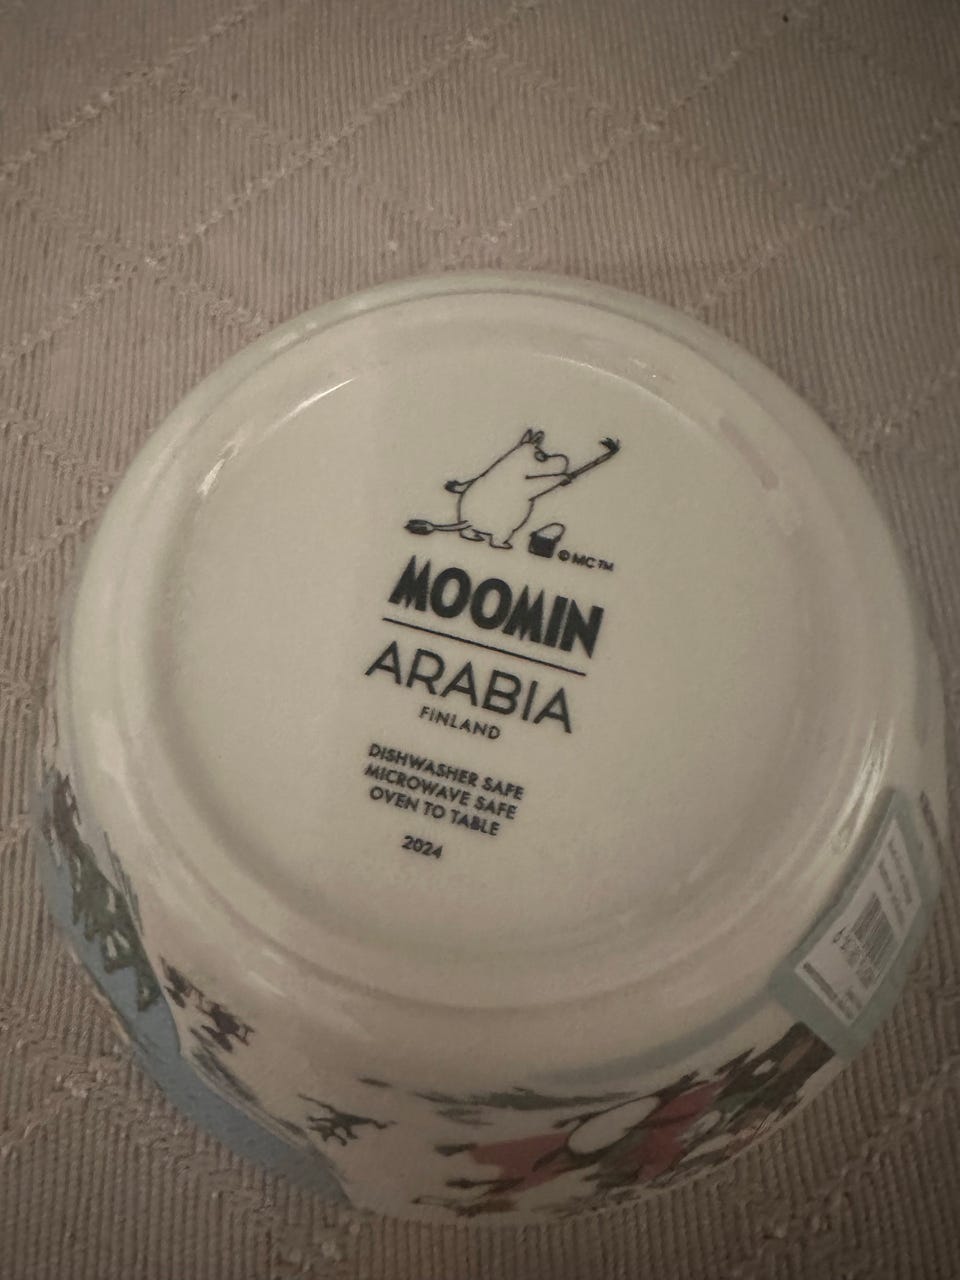 © MC™
MOOMIN
ARABIA
FINLAND
DISHWASHER SAFE
MICROWAVE SAFE
OVEN TO TABLE
2024